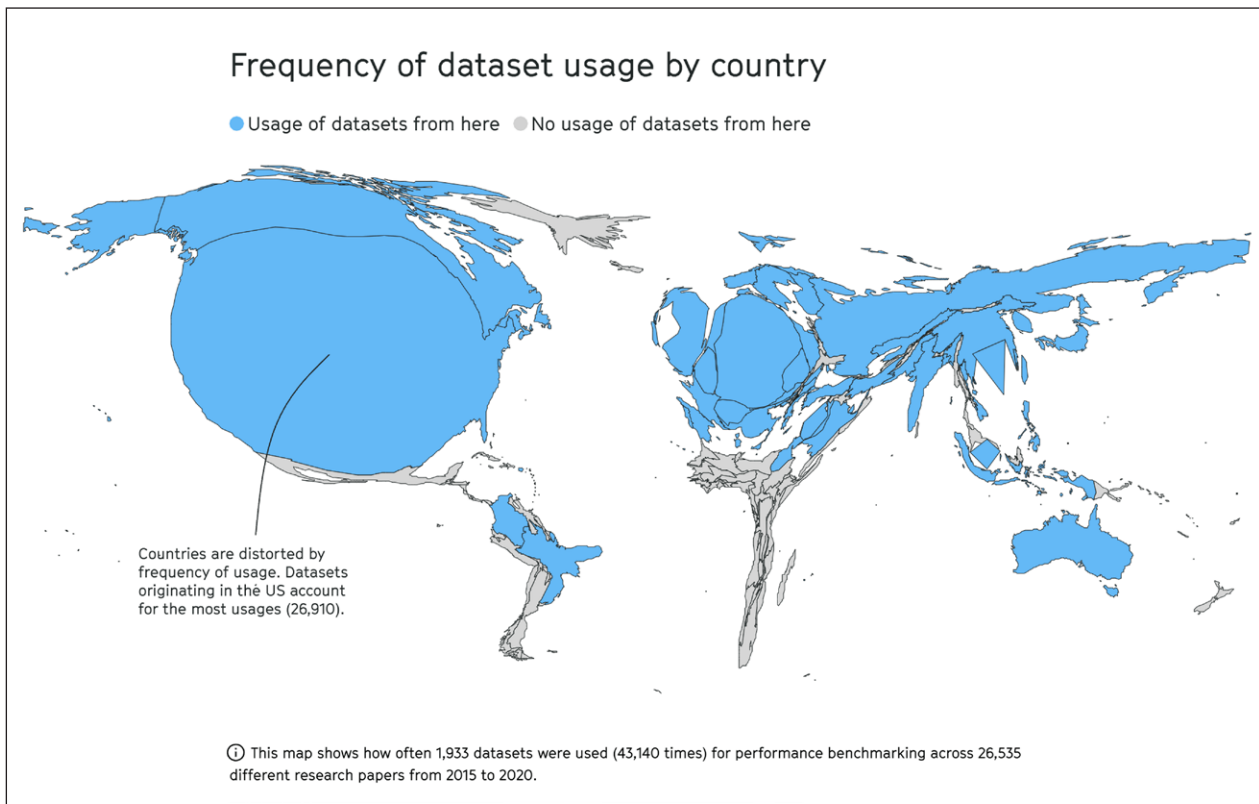 Frequency of dataset usage by country
Usage of datasets from here No usage of datasets from here
Countries are distorted by
frequency of usage. Datasets
originating in the US account
for the most usages (26,910).
This map shows how often 1,933 datasets were used (43,140 times) for performance benchmarking across 26,535
different research papers from 2015 to 2020.